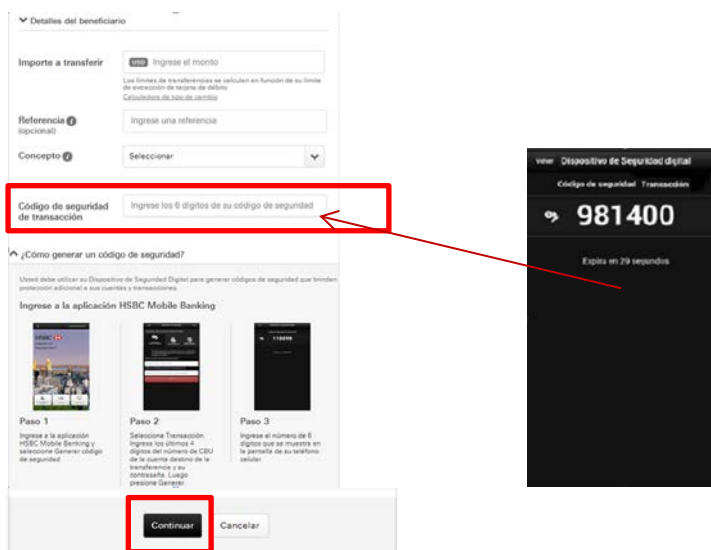 Detalles del beneficiario
Importe a transferir
USD Ingrese el monto
Los límites de transferencias se calculan en función de su límite
de extracción de tarjeta de débito
Calculadora de tipo de cambio
Referencia
(opcional)
Ingrese una referencia
Concepto
Seleccionar
Código de seguridad
de transacción
Ingrese los 6 dígitos de su código de seguridad
¿Cómo generar un código de seguridad?
Usted debe utilizar su Dispositivo de Seguridad Digital para generar códigos de seguridad que brinden
protección adicional a sus cuentas y transacciones.
Ingrese a la aplicación HSBC Mobile Banking
HSBC
110898
Paso 1
Ingrese a la aplicación
HSBC Mobile Banking y
seleccione Generar código
de seguridad
Paso 2
Seleccione Transacción.
Ingrese los últimos 4
dígitos del número de CBU
de la cuenta destino de la
transferencia y su
contraseña. Luego
presione Generar.
Paso 3
Ingrese el número de 6
dígitos que se muestra en
la pantalla de su teléfono
celular.
Continuar
Cancelar
Volver Dispositivo de Seguridad digital
Código de seguridad Transacción
981400
Expira en 29 segundos